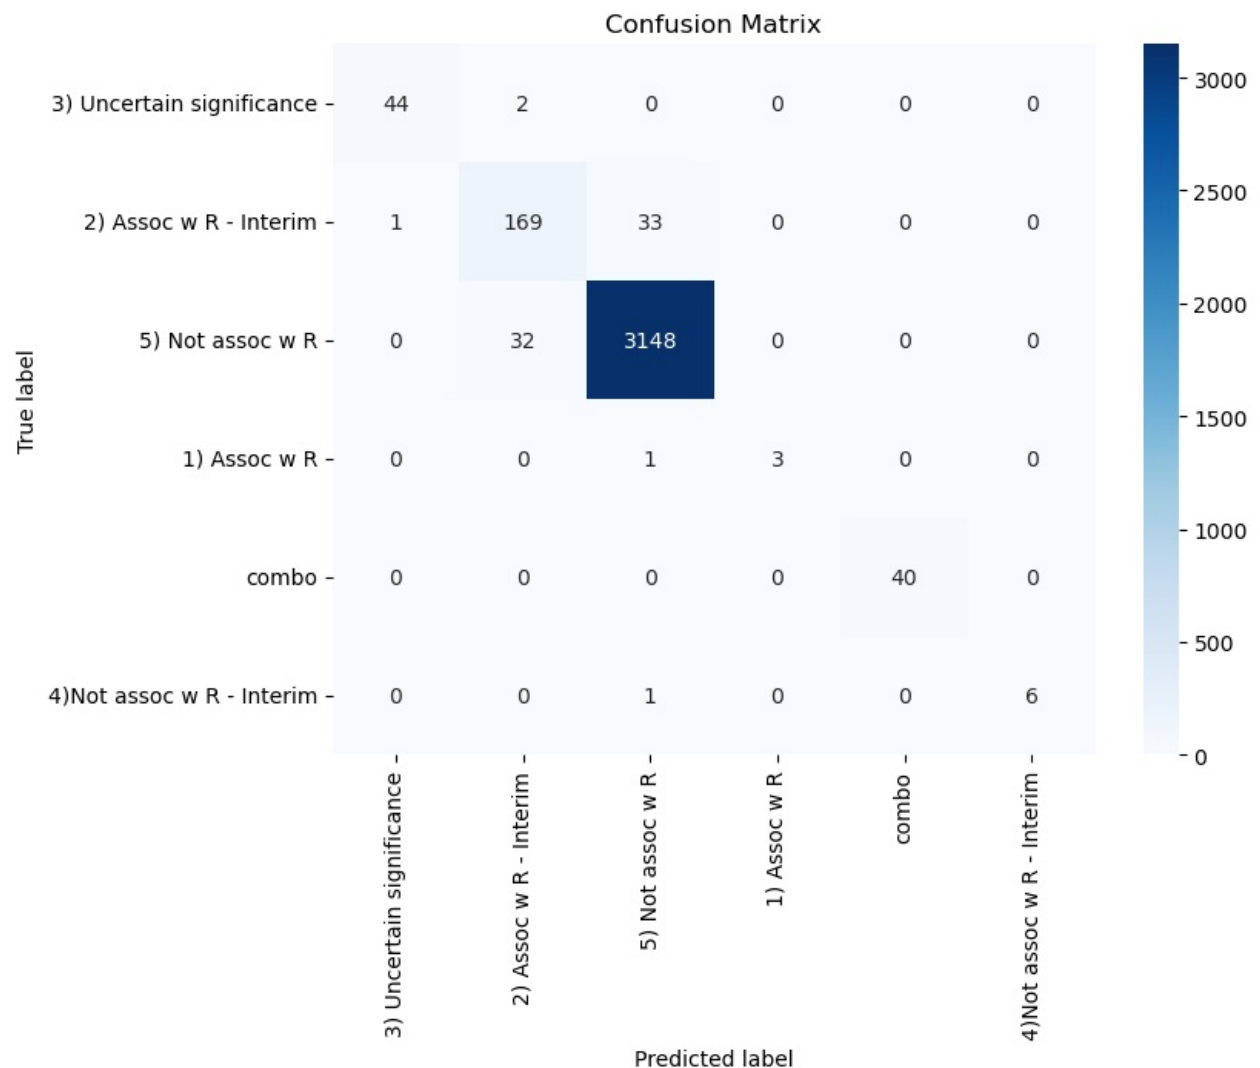 Confusion Matrix
3) Uncertain significance
44 2 0 0 0 0
2) Assoc w R - Interim
1 169 33 0 0 0
5) Not assoc w R
0 32 3148 0 0 0
1) Assoc w R
0 0 1 3 0 0
combo
0 0 0 0 40 0
4)Not assoc w R - Interim
0 0 1 0 0 6
True label
3) Uncertain significance
2) Assoc w R - Interim
5) Not assoc w R
1) Assoc w R
combo
4)Not assoc w R - Interim
Predicted label
3000
2500
2000
1500
1000
500
0